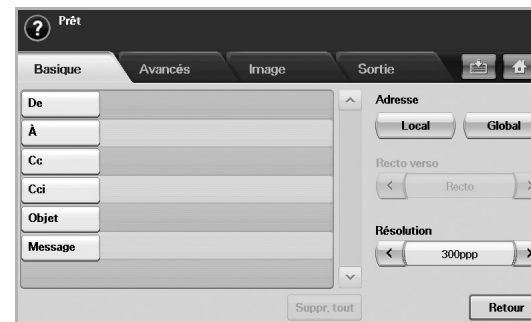 Prêt
Basique Avancés Image Sortie
De
À
Cc
Cci
Objet
Message
Adresse
Local Global
Recto verso
Recto
Résolution
300ppp
Suppr. tout
Retour